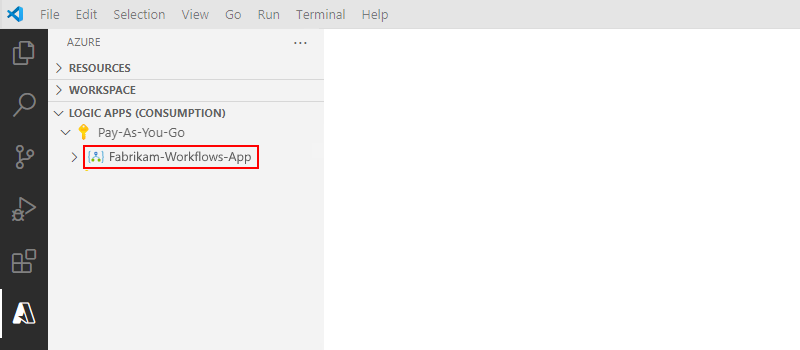 File Edit Selection View Go Run Terminal Help
AZURE ...
RESOURCES
WORKSPACE
LOGIC APPS (CONSUMPTION)
Pay-As-You-Go
Fabrikam-Workflows-App